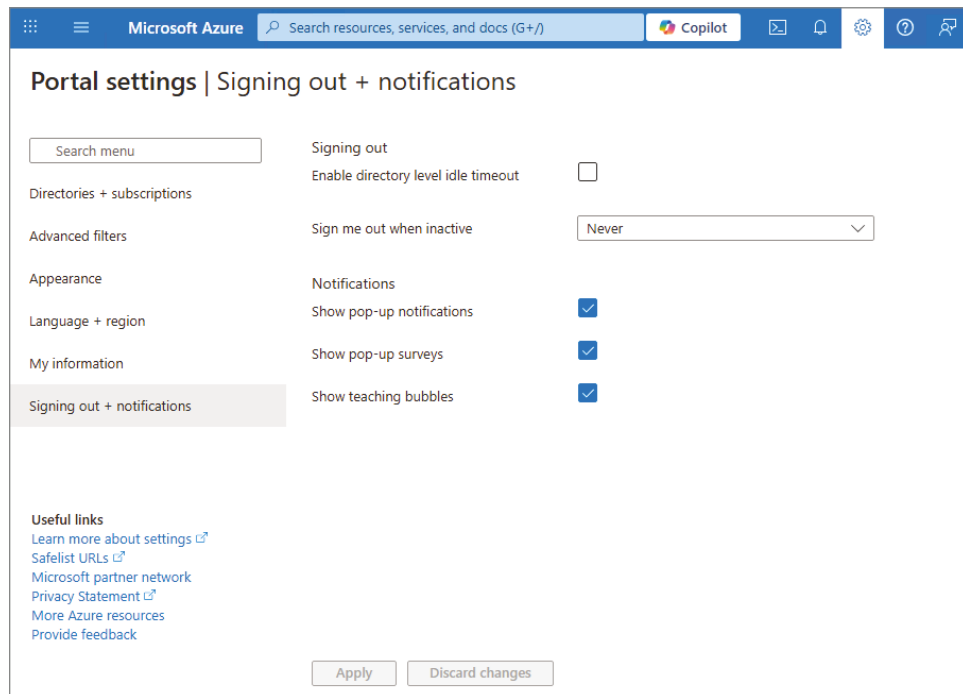 Microsoft Azure
Search resources, services, and docs (G+/)
Copilot
Portal settings | Signing out + notifications
Search menu
Directories + subscriptions
Advanced filters
Appearance
Language + region
My information
Signing out + notifications
Signing out
Enable directory level idle timeout
Sign me out when inactive
Never
Notifications
Show pop-up notifications
Show pop-up surveys
Show teaching bubbles
Useful links
Learn more about settings
Safelist URLs
Microsoft partner network
Privacy Statement
More Azure resources
Provide feedback
Apply
Discard changes